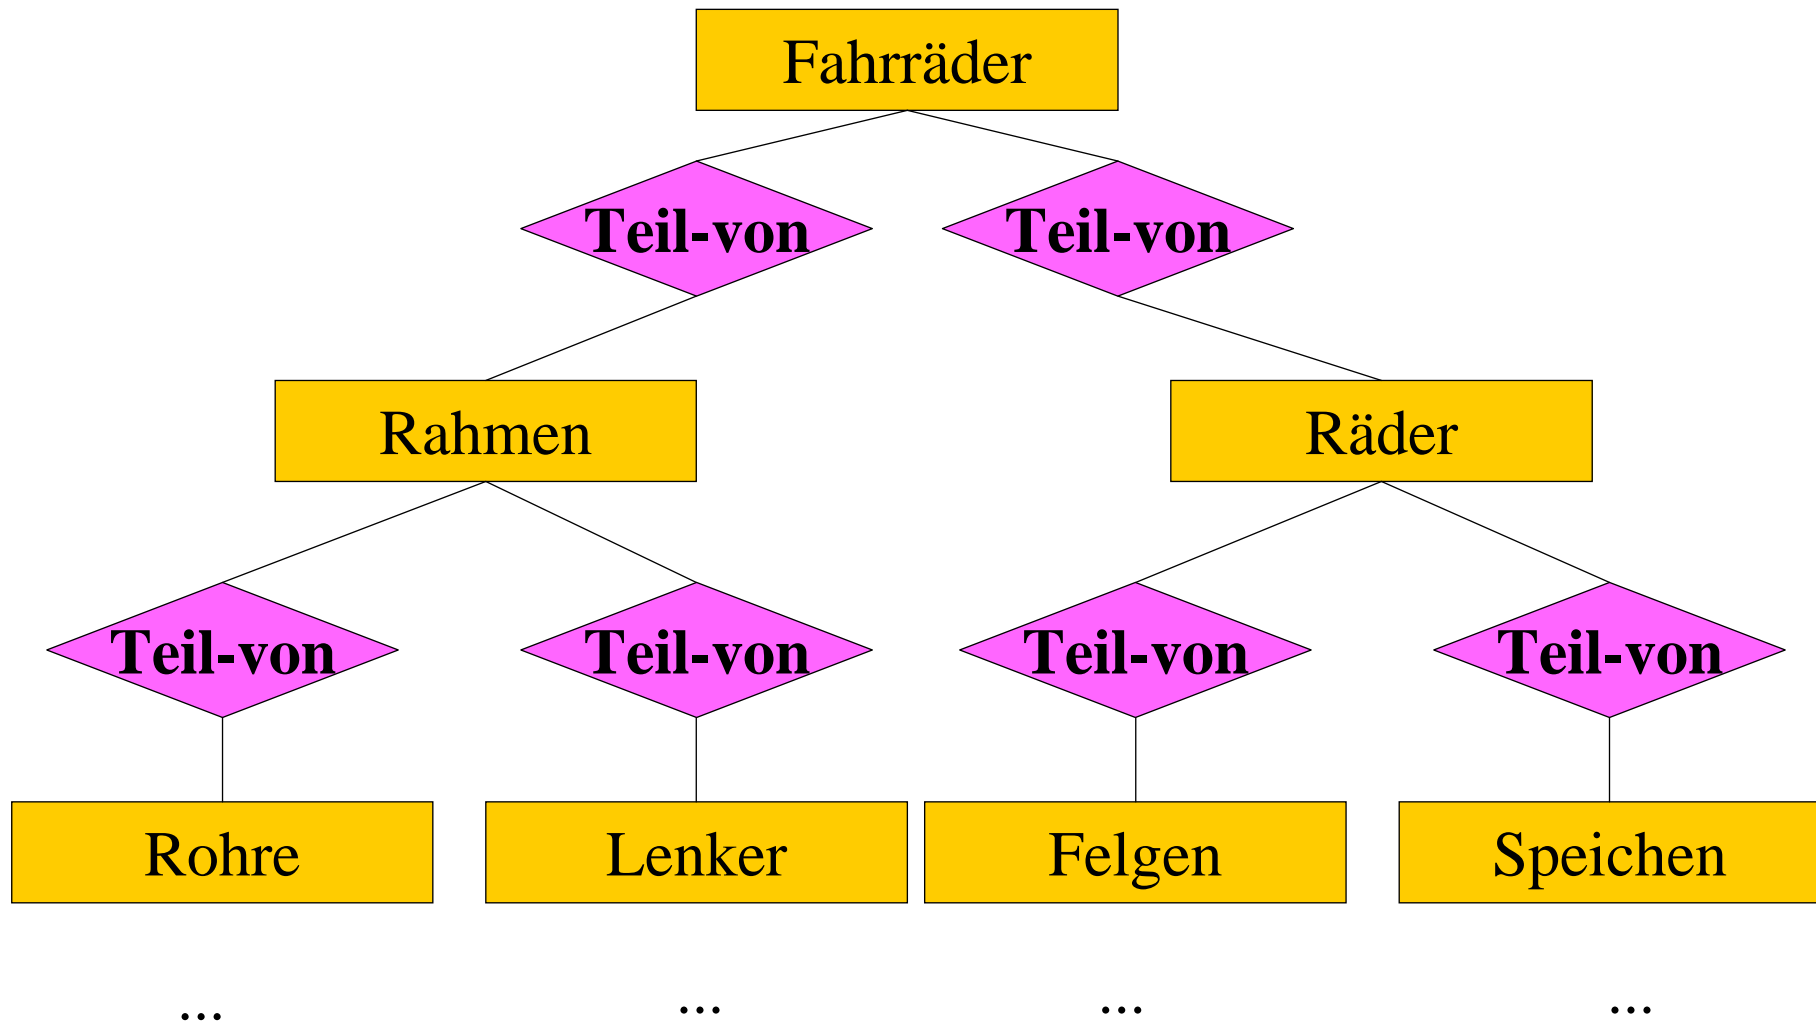 Fahrräder
Teil-von Teil-von
Rahmen Räder
Teil-von Teil-von Teil-von Teil-von
Rohre Lenker Felgen Speichen
... ... ... ...